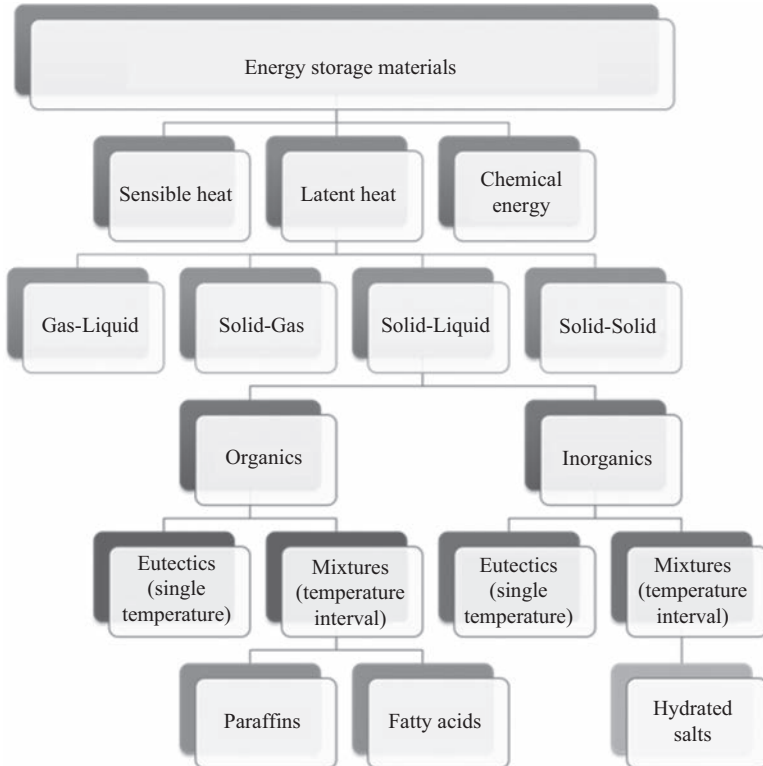 Energy storage materials
Sensible heat
Latent heat
Chemical
energy
Gas-Liquid
Solid-Gas
Solid-Liquid
Solid-Solid
Organics
Inorganics
Eutectics
(single
temperature)
Mixtures
(temperature
interval)
Eutectics
(single
temperature)
Mixtures
(temperature
interval)
Paraffins
Fatty acids
Hydrated
salts